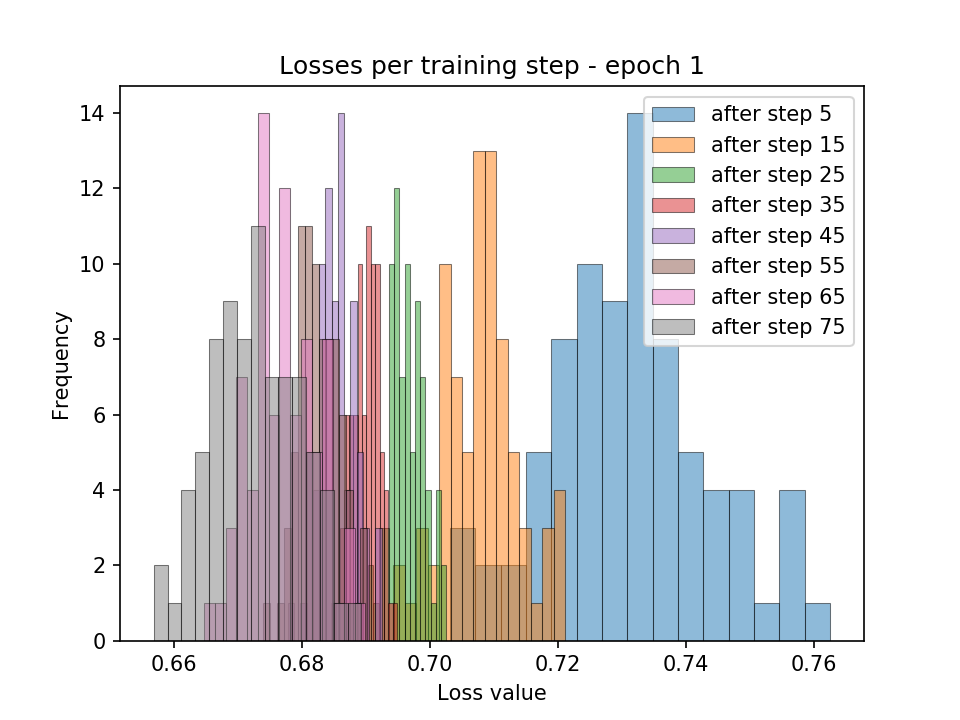 Losses per training step - epoch 1
14
12
10
8
6
4
2
0
Frequency
after step 5
after step 15
after step 25
after step 35
after step 45
after step 55
after step 65
after step 75
0.66 0.68 0.70 0.72 0.74 0.76
Loss value